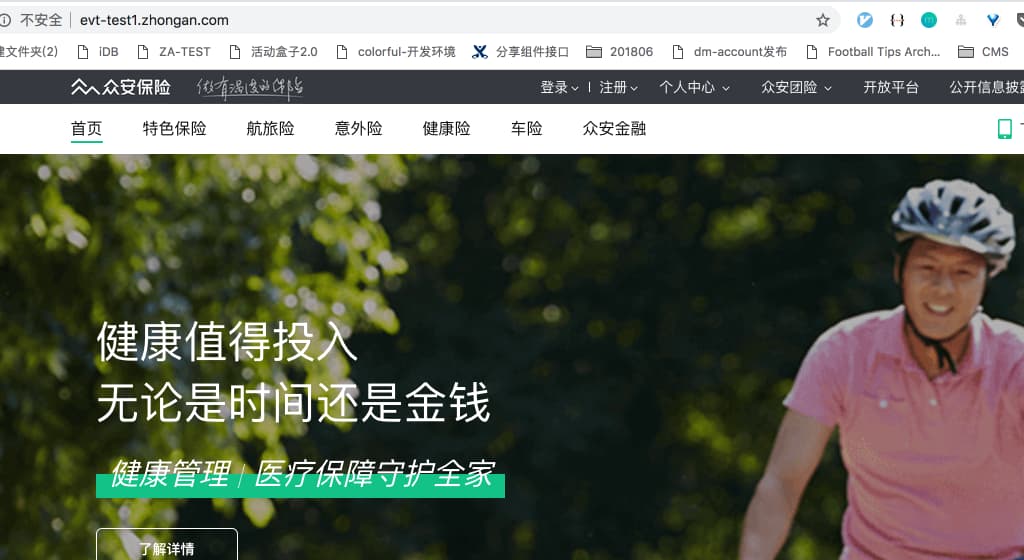 不安全 evt-test1.zhongan.com
建文件夹(2) iDB ZA-TEST 活动盒子2.0 colorful-开发环境 分享组件接口 201806 dm-account发布 Football Tips Arch... CMS
众安保险 做有温度的保险 登录 注册 个人中心 众安团险 开放平台 公开信息披露
首页 特色保险 航旅险 意外险 健康险 车险 众安金融
健康值得投入
无论是时间还是金钱
健康管理 | 医疗保障守护全家
了解详情